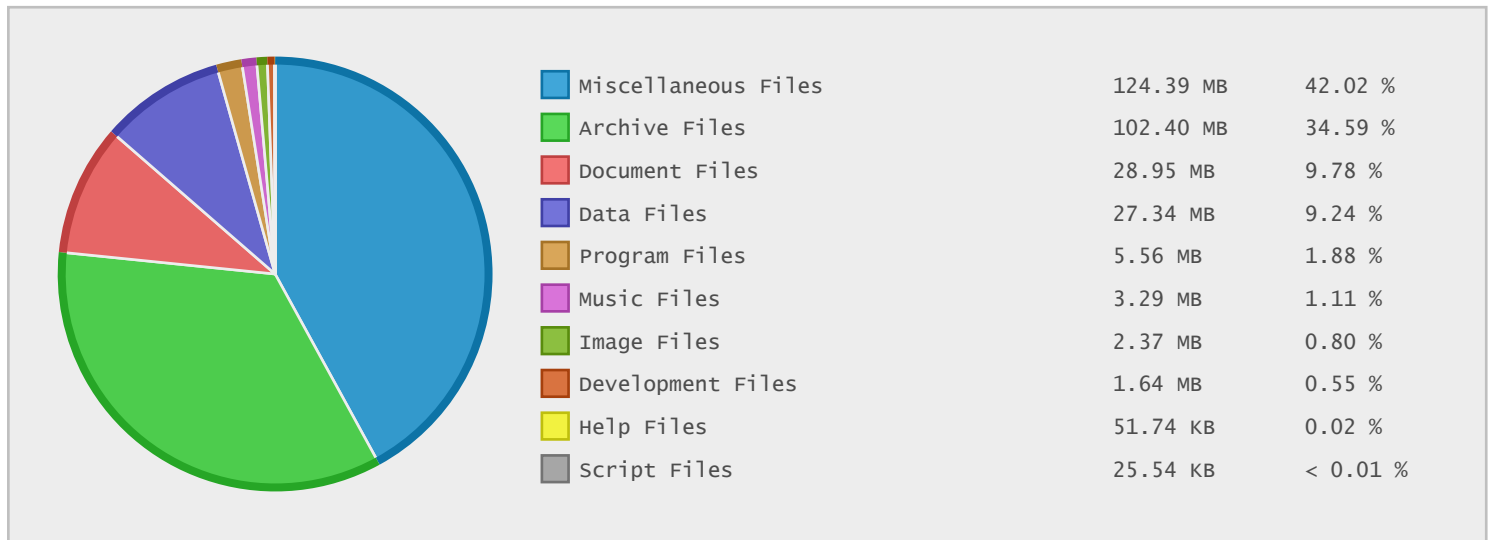 Miscellaneous Files 124.39 MB 42.02 %
Archive Files 102.40 MB 34.59 %
Document Files 28.95 MB 9.78 %
Data Files 27.34 MB 9.24 %
Program Files 5.56 MB 1.88 %
Music Files 3.29 MB 1.11 %
Image Files 2.37 MB 0.80 %
Development Files 1.64 MB 0.55 %
Help Files 51.74 KB 0.02 %
Script Files 25.54 KB < 0.01 %